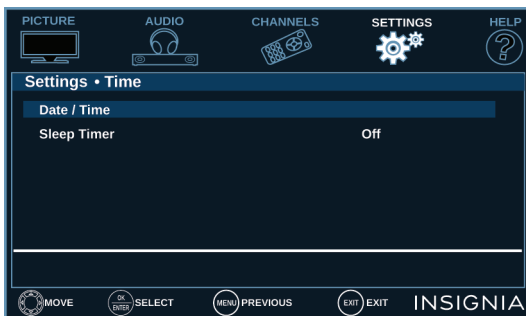 PICTURE AUDIO CHANNELS SETTINGS HELP
Settings • Time
Date / Time
Sleep Timer Off
MOVE OK ENTER SELECT MENU PREVIOUS EXIT EXIT INSIGNIA